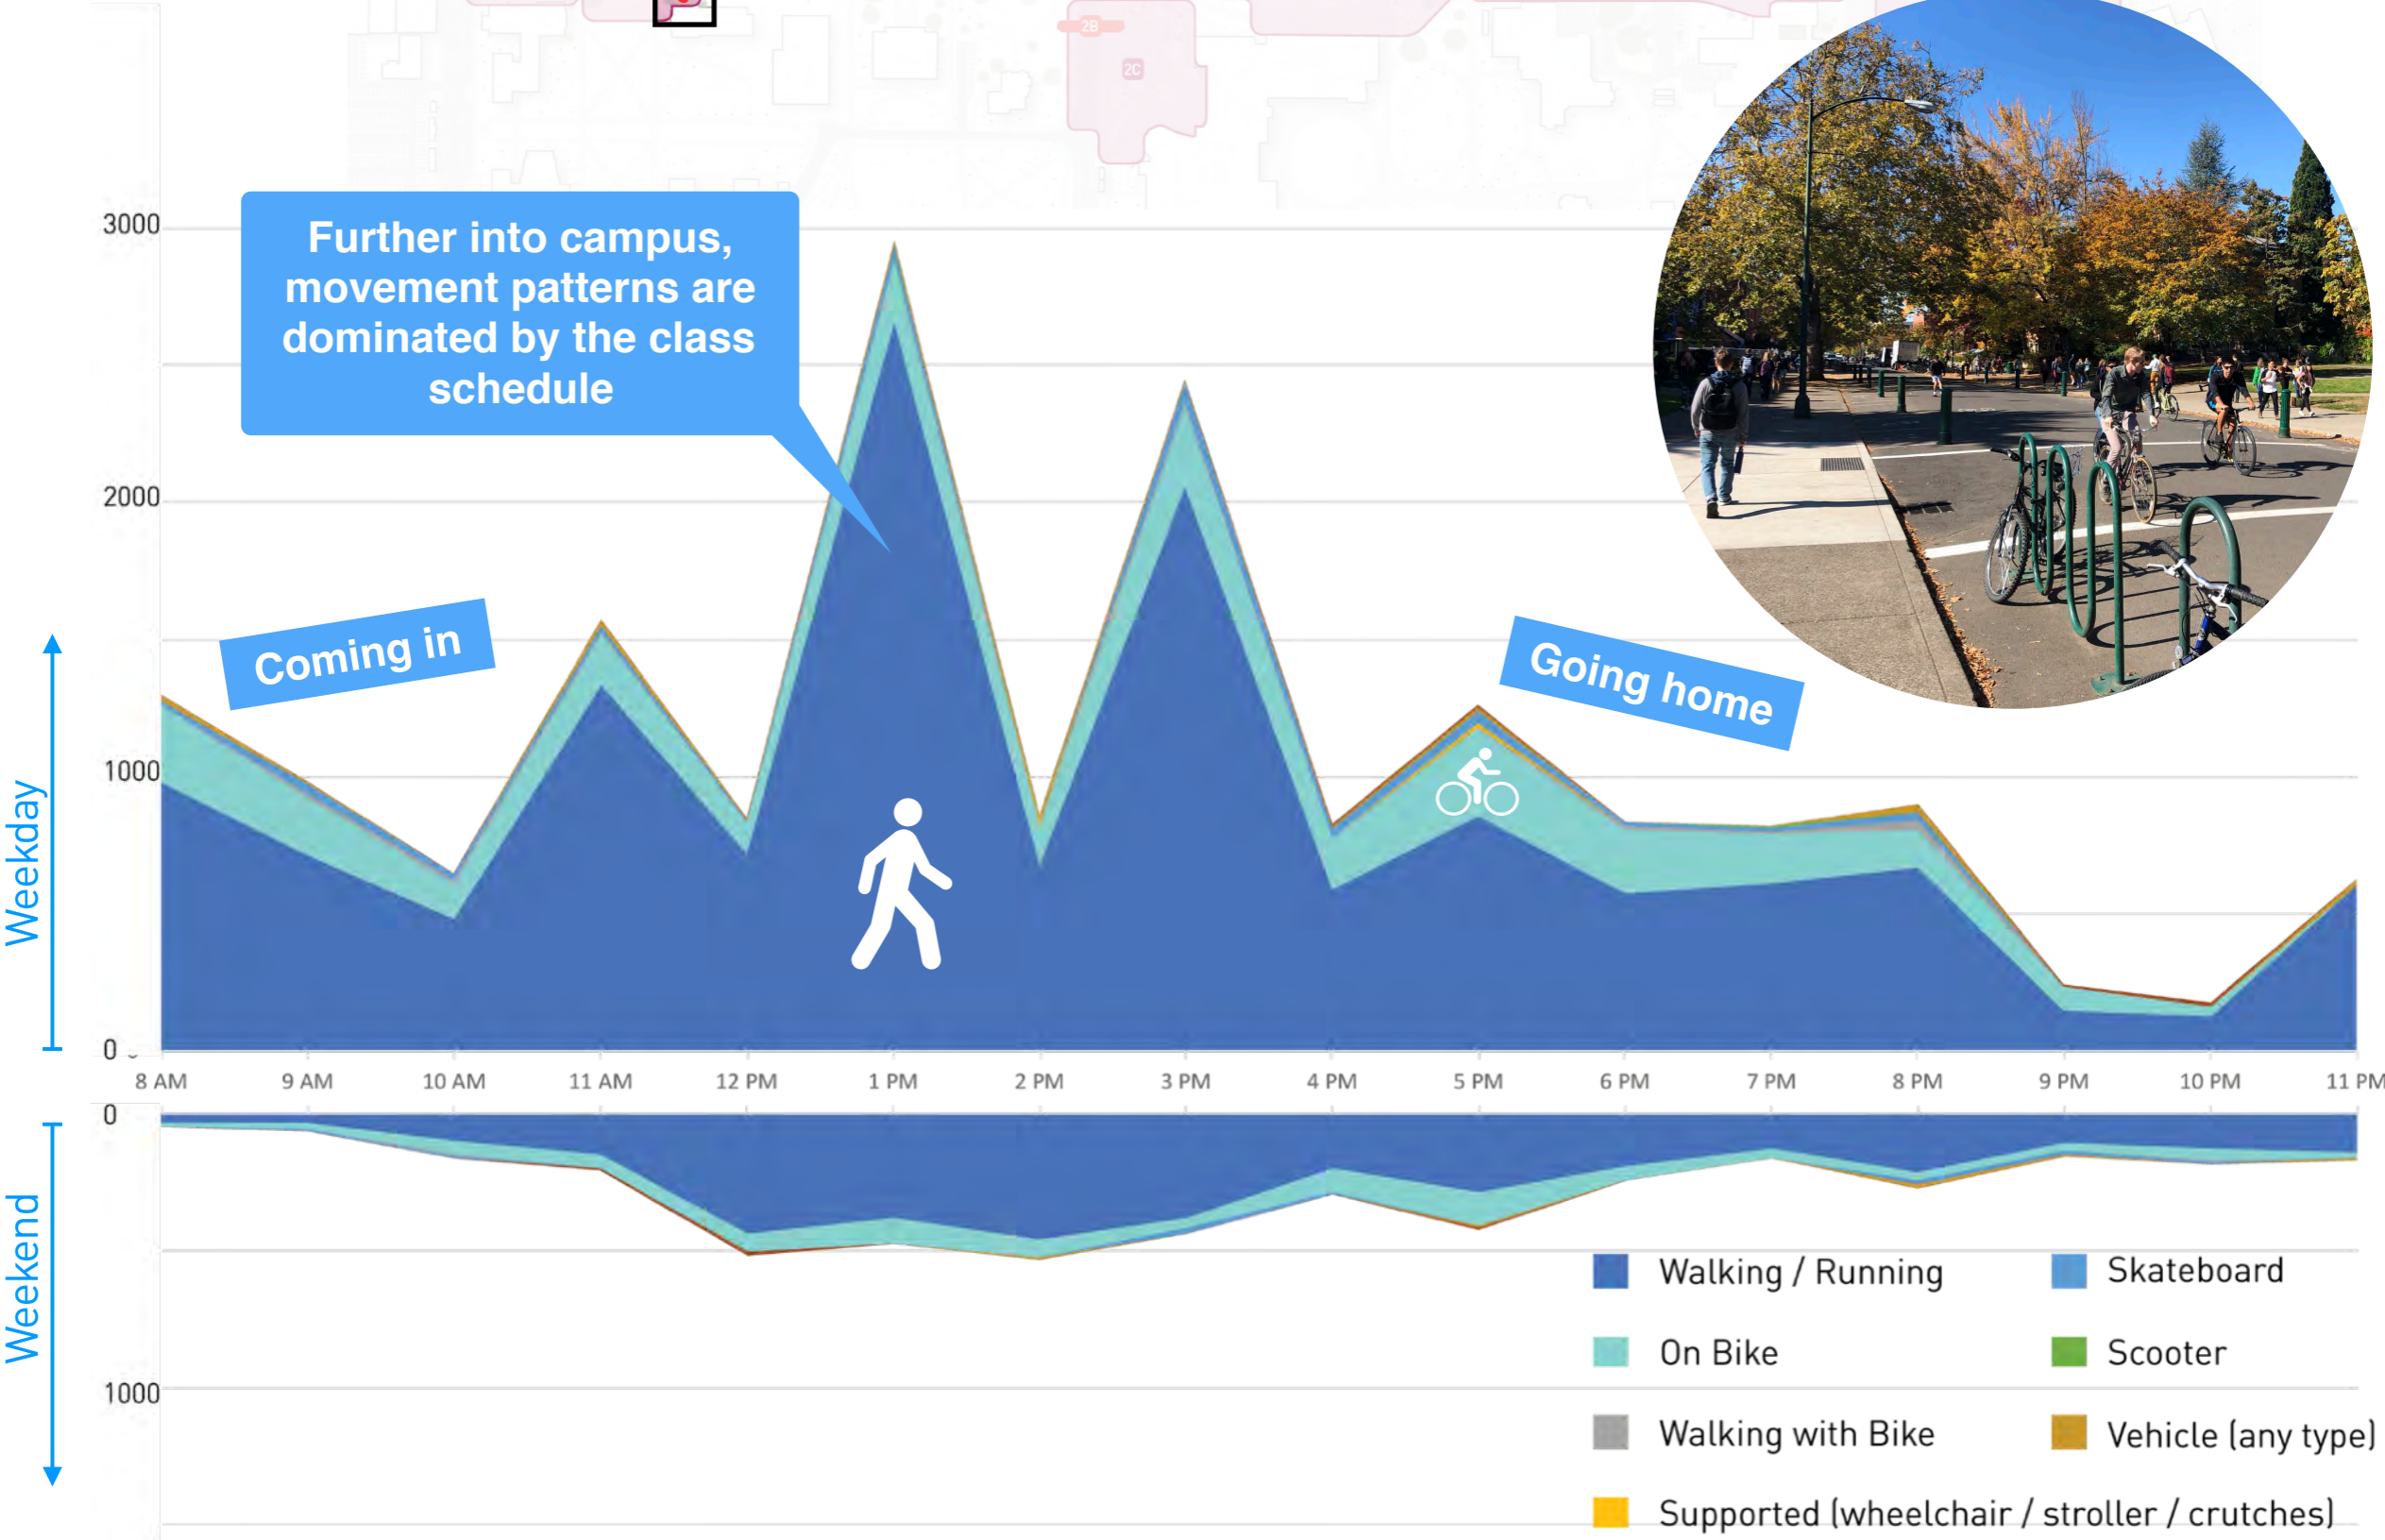 2B
2C
3000
Further into campus,
movement patterns are
dominated by the class
schedule
2000
Coming in
Going home
1000
Weekday
0
8 AM 9 AM 10 AM 11 AM 12 PM 1 PM 2 PM 3 PM 4 PM 5 PM 6 PM 7 PM 8 PM 9 PM 10 PM 11 PM
0
Weekend
1000
Walking / Running
Skateboard
On Bike
Scooter
Walking with Bike
Vehicle (any type)
Supported (wheelchair / stroller / crutches)